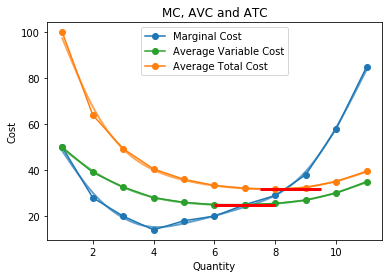 MC, AVC and ATC
Marginal Cost
Average Variable Cost
Average Total Cost
100
80
60
40
20
Cost
2
4
6
8
10
Quantity